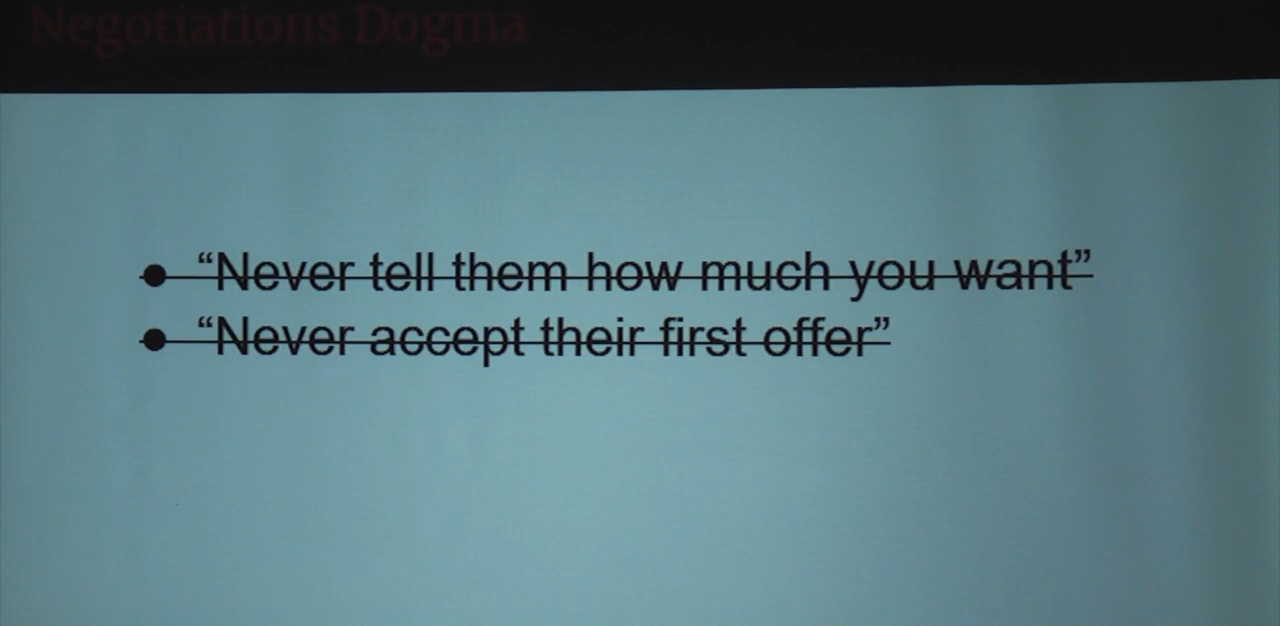 Negotiations Dogma
● “Never tell them how much you want”
● “Never accept their first offer”